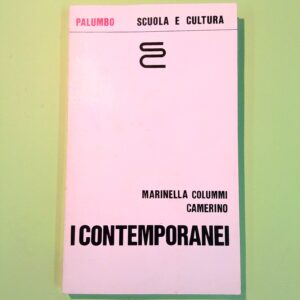 PALUMBO SCUOLA E CULTURA
MARINELLA COLUMMI
CAMERINO
I CONTEMPORANEI